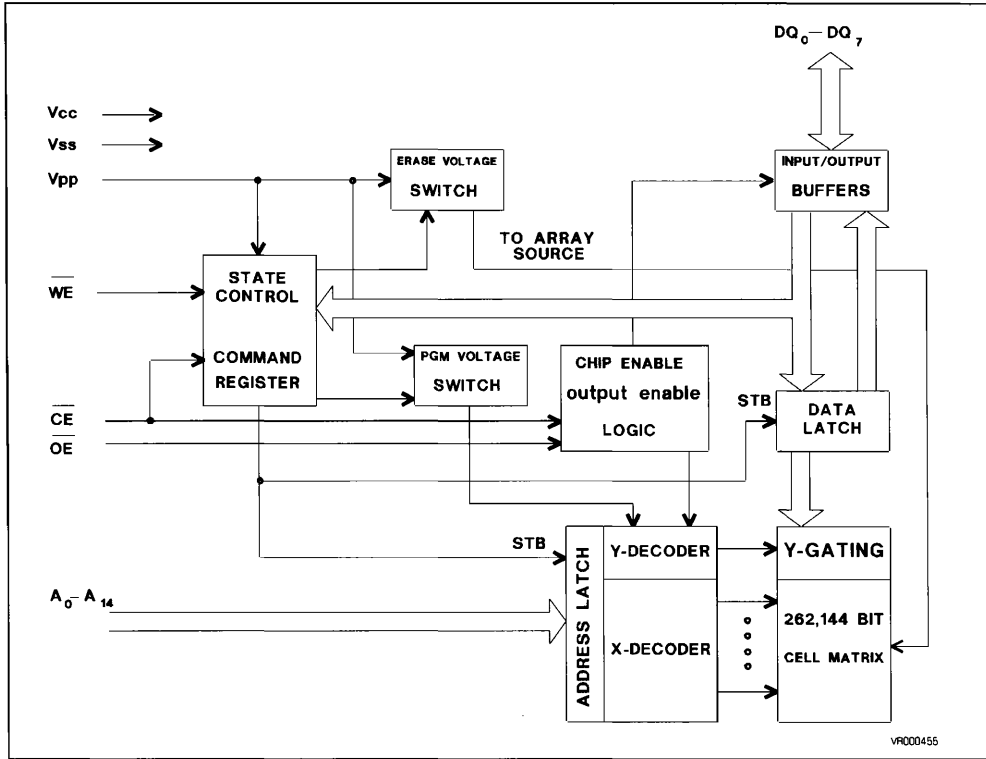 DQ0–DQ7
Vcc
Vss
Vpp
ERASE VOLTAGE
SWITCH
INPUT/OUTPUT
BUFFERS
TO ARRAY
SOURCE
WE
STATE
CONTROL
COMMAND
REGISTER
PGM VOLTAGE
SWITCH
CHIP ENABLE
output enable
LOGIC
STB
DATA
LATCH
CE
OE
STB
ADDRESS LATCH
Y-DECODER
Y-GATING
A0–A14
X-DECODER
262,144 BIT
CELL MATRIX
VR000455